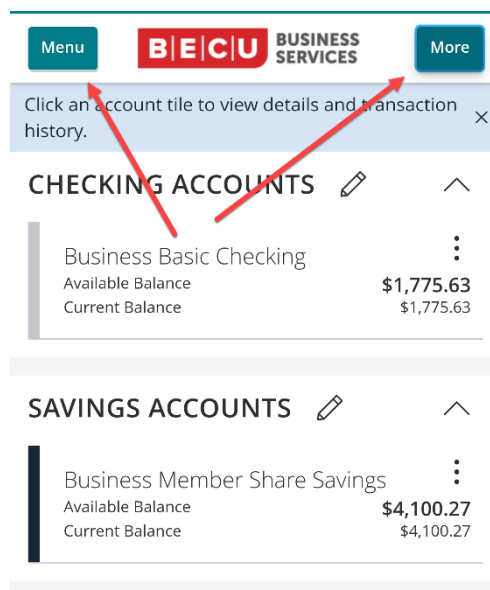 Menu
BECU BUSINESS SERVICES
More
Click an account tile to view details and transaction
history.
CHECKING ACCOUNTS
Business Basic Checking
Available Balance $1,775.63
Current Balance $1,775.63
SAVINGS ACCOUNTS
Business Member Share Savings
Available Balance $4,100.27
Current Balance $4,100.27